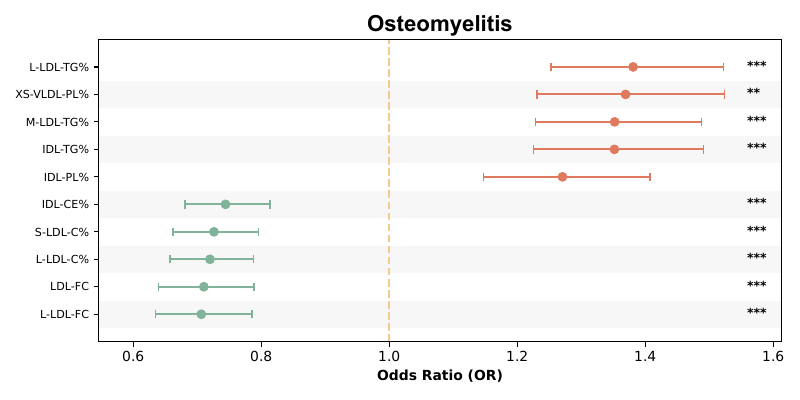 Osteomyelitis
L-LDL-TG% ***
XS-VLDL-PL% **
M-LDL-TG% ***
IDL-TG% ***
IDL-PL%
IDL-CE% ***
S-LDL-C% ***
L-LDL-C% ***
LDL-FC ***
L-LDL-FC ***
0.6 0.8 1.0 1.2 1.4 1.6
Odds Ratio (OR)